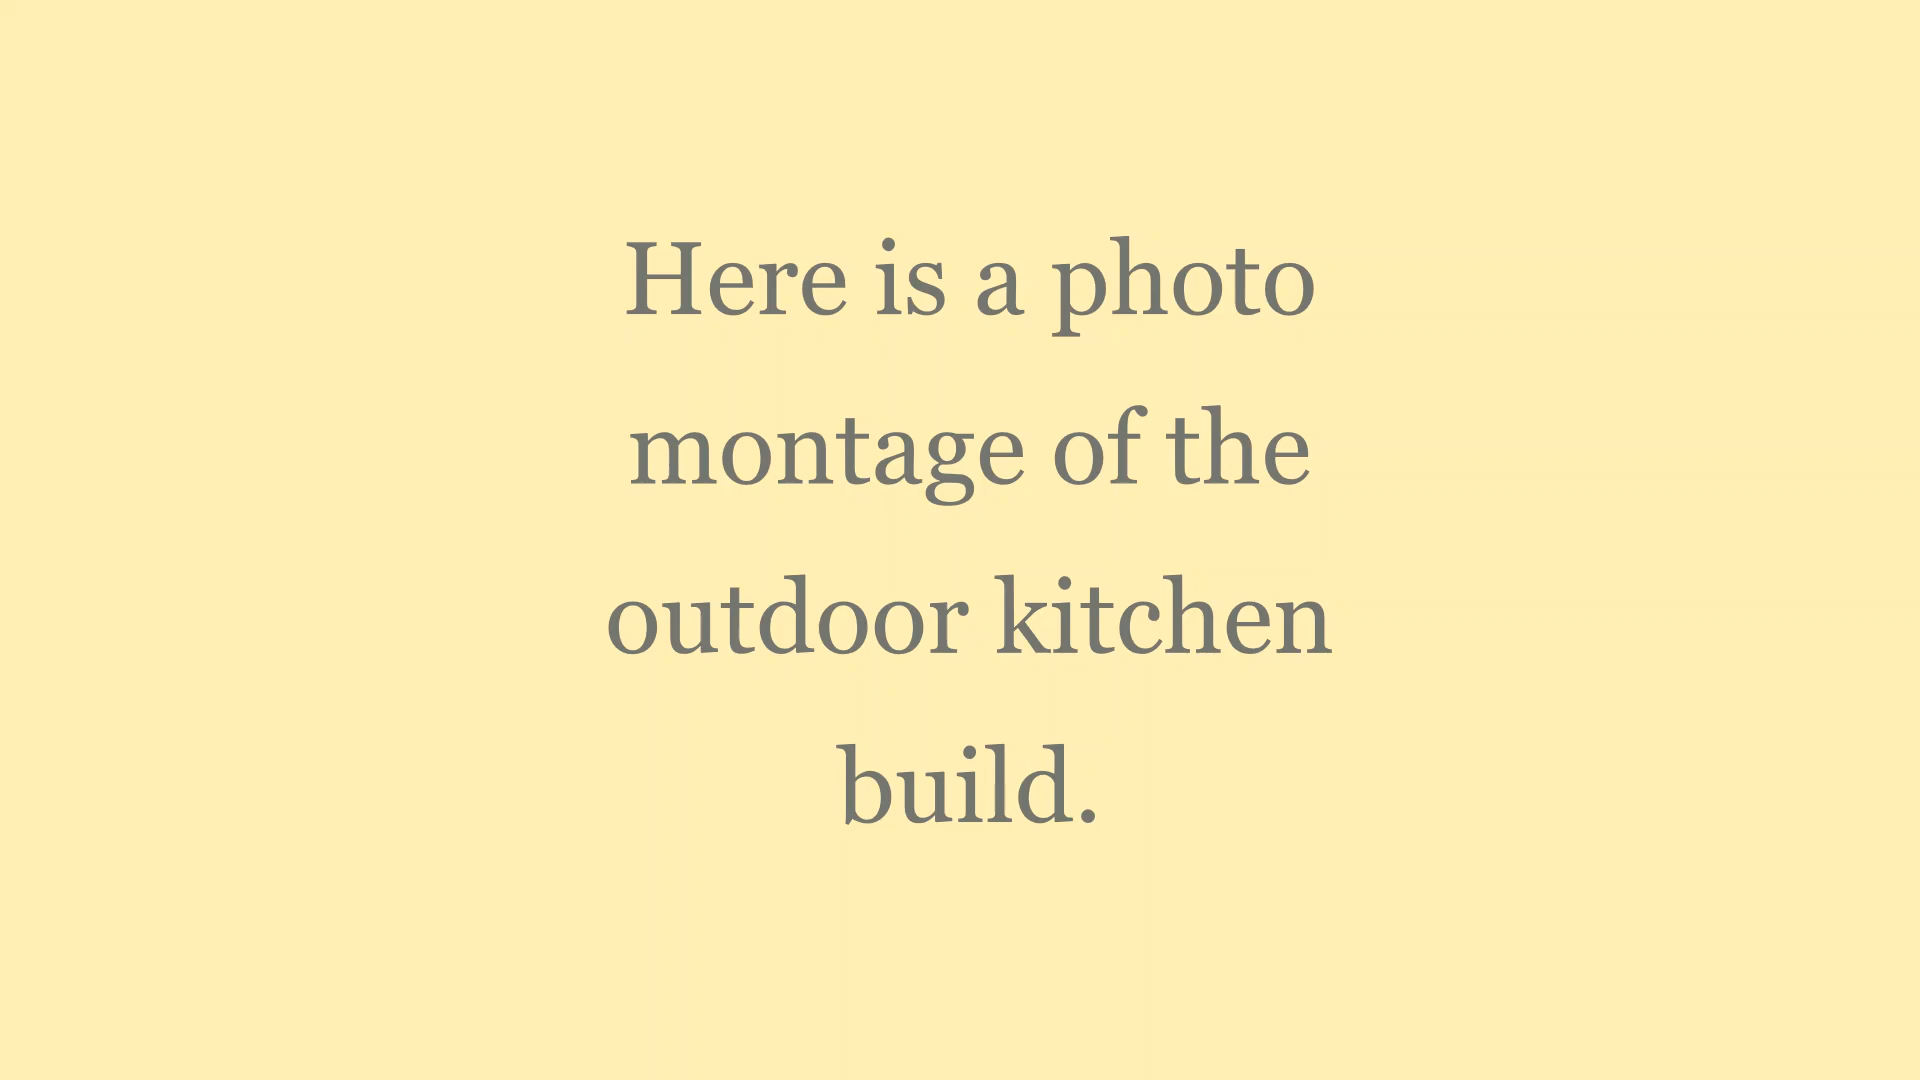 Here is a photo
montage of the
outdoor kitchen
build.